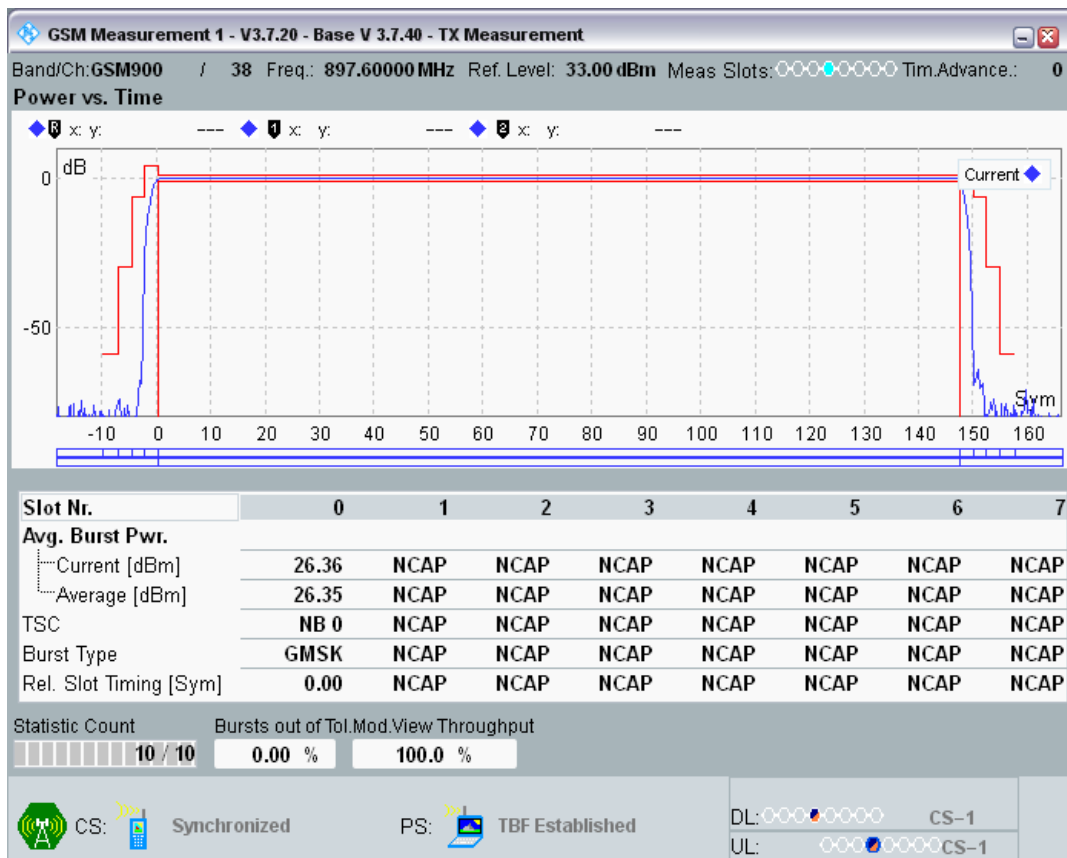 GSM Measurement 1 - V3.7.20 - Base V 3.7.40 - TX Measurement
Band/Ch:GSM900 / 38 Freq.: 897.60000 MHz Ref. Level: 33.00 dBm Meas Slots: Tim.Advance.: 0
Power vs. Time
R x: y: --- 1 x: y: --- 2 x: y: ---
dB
0
Current
-50
Sym
-10 0 10 20 30 40 50 60 70 80 90 100 110 120 130 140 150 160
Slot Nr. 0 1 2 3 4 5 6 7
Avg. Burst Pwr.
Current [dBm] 26.36 NCAP NCAP NCAP NCAP NCAP NCAP NCAP
Average [dBm] 26.35 NCAP NCAP NCAP NCAP NCAP NCAP NCAP
TSC NB 0 NCAP NCAP NCAP NCAP NCAP NCAP NCAP
Burst Type GMSK NCAP NCAP NCAP NCAP NCAP NCAP NCAP
Rel. Slot Timing [Sym] 0.00 NCAP NCAP NCAP NCAP NCAP NCAP NCAP
Statistic Count Bursts out of Tol.Mod.View Throughput
10 / 10 0.00 % 100.0 %
CS: Synchronized PS: TBF Established
DL: CS-1
UL: CS-1